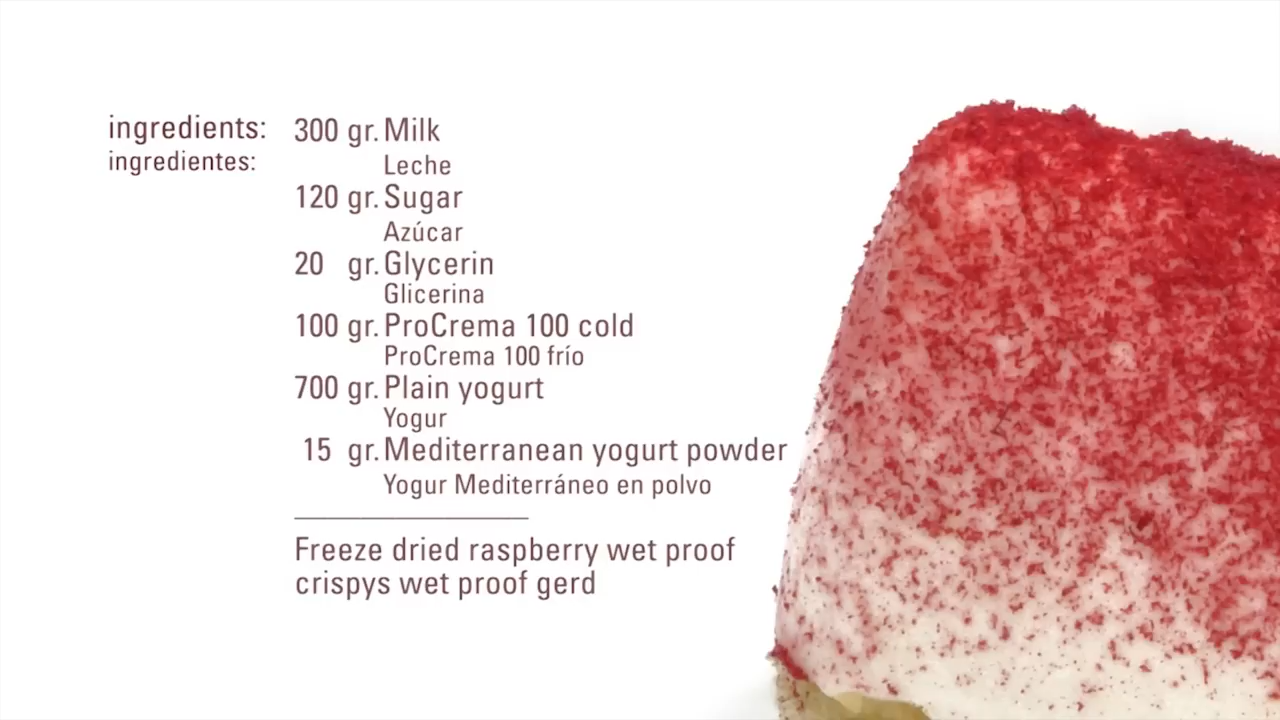 ingredients: 300 gr. Milk
ingredientes: Leche
120 gr. Sugar
Azúcar
20 gr. Glycerin
Glicerina
100 gr. ProCrema 100 cold
ProCrema 100 frío
700 gr. Plain yogurt
Yogur
15 gr. Mediterranean yogurt powder
Yogur Mediterráneo en polvo
Freeze dried raspberry wet proof
crispys wet proof gerd